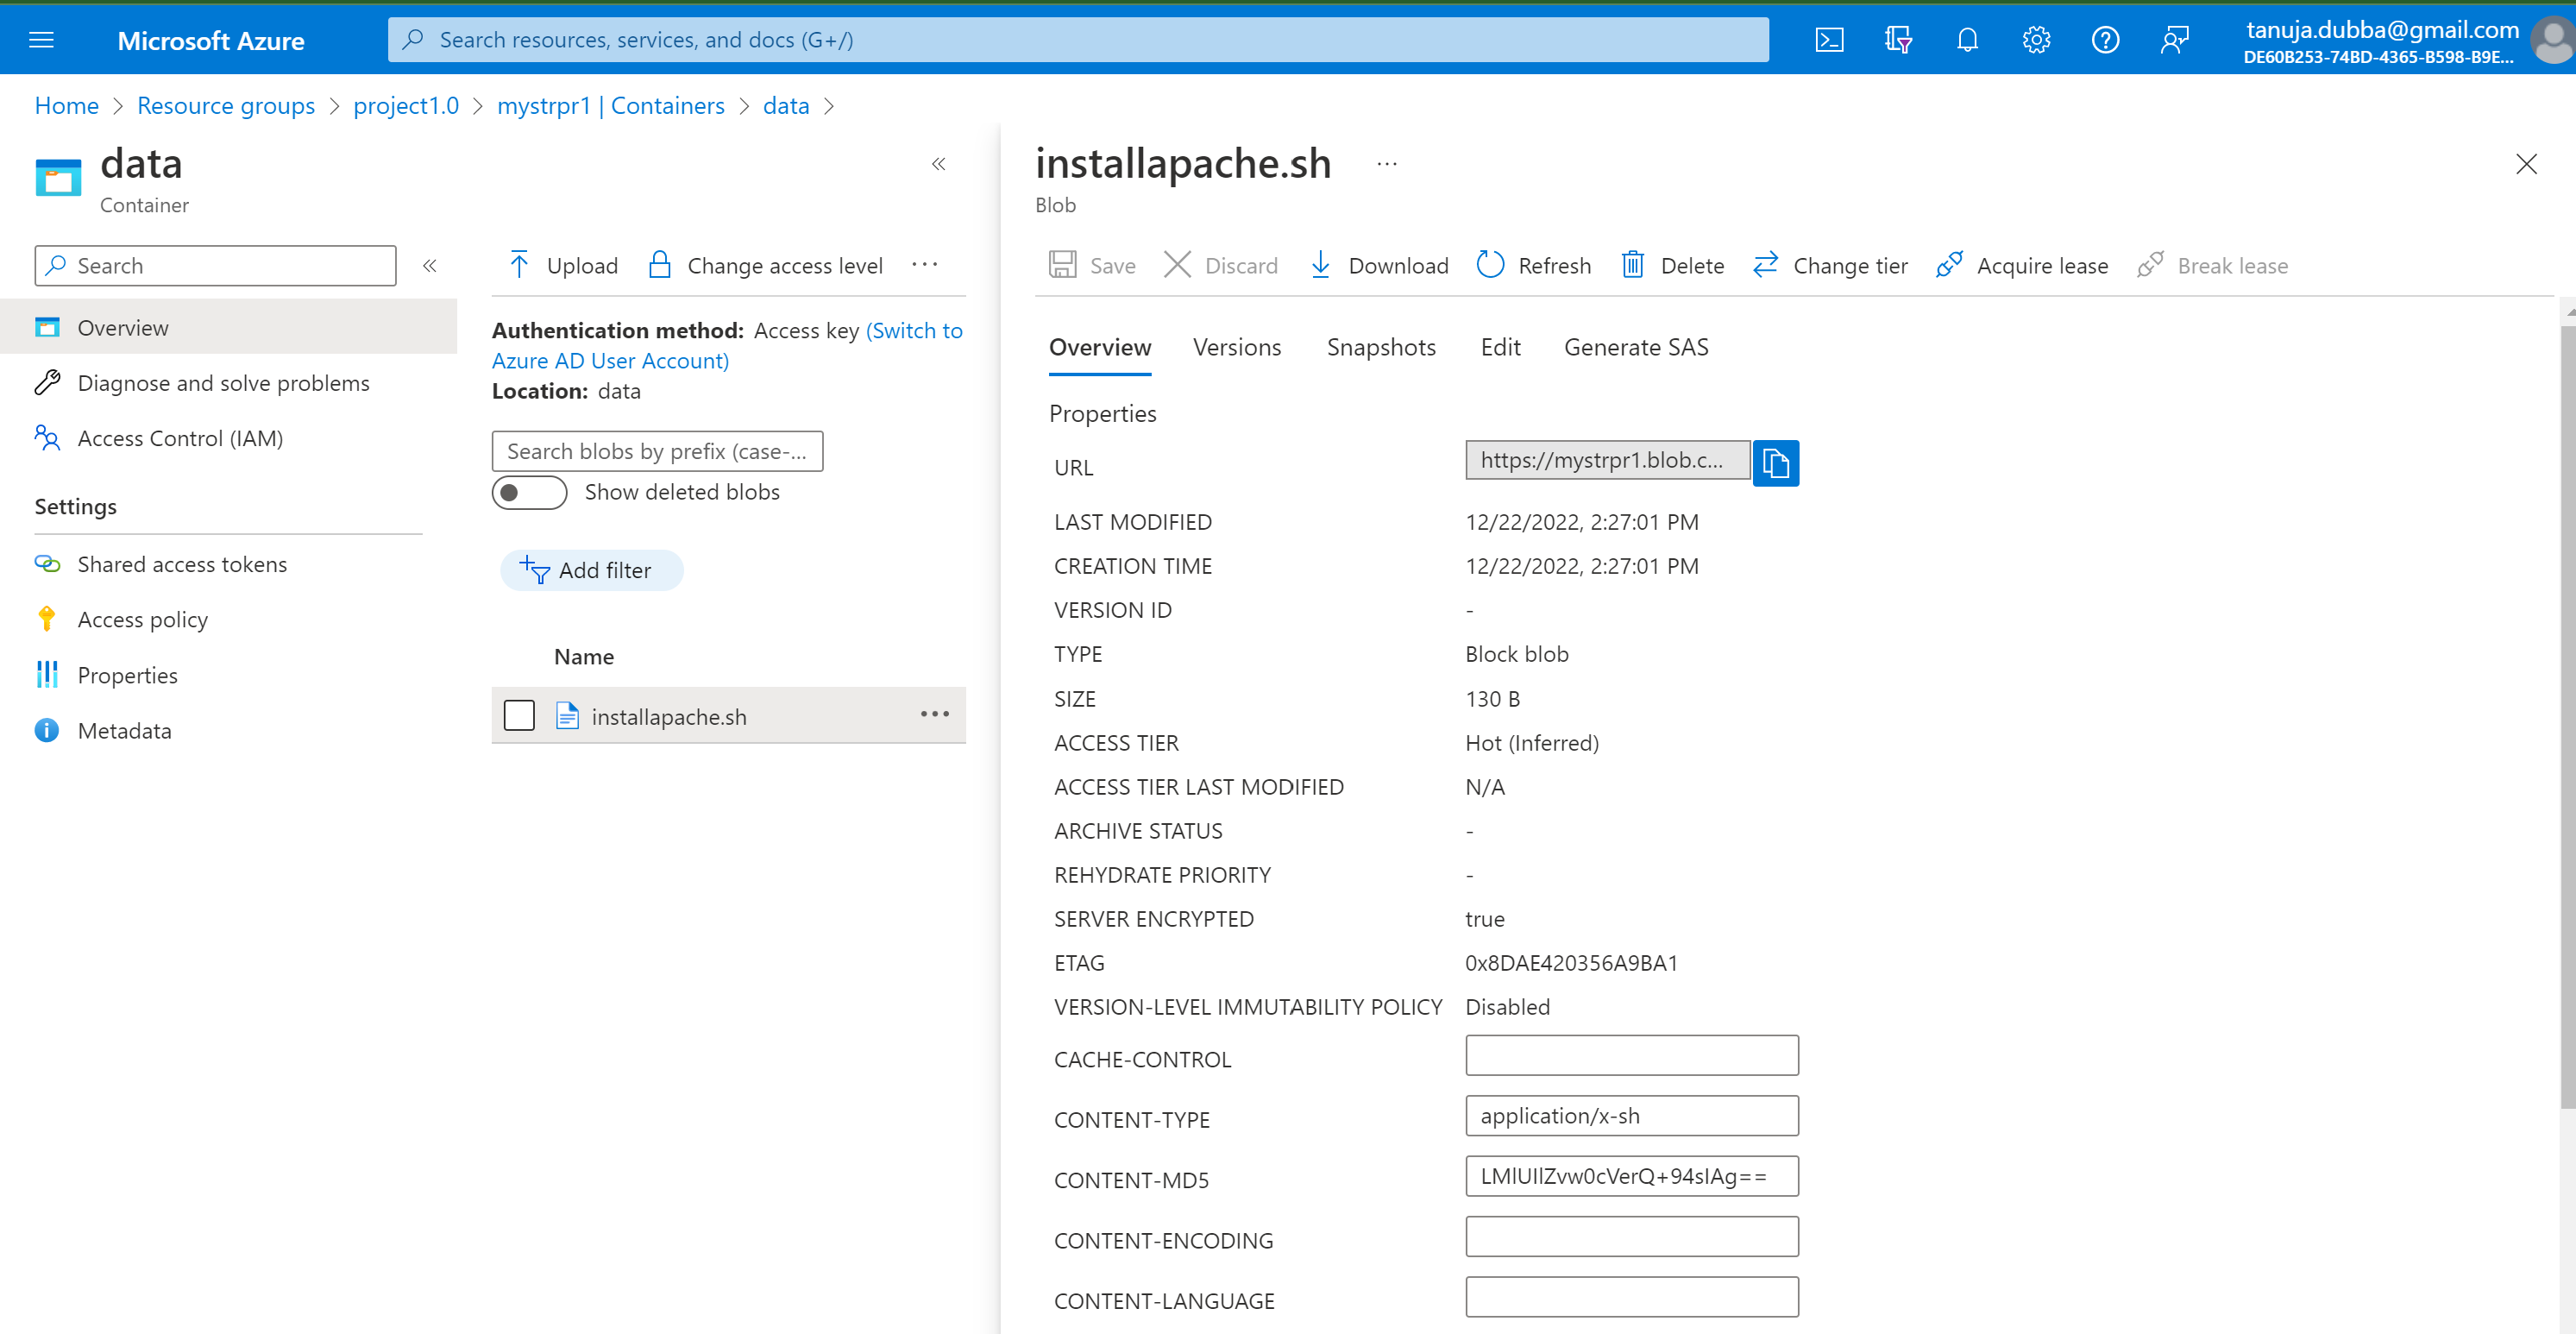 Microsoft Azure
Search resources, services, and docs (G+/)
tanuja.dubba@gmail.com
DE60B253-74BD-4365-B598-B9E...
Home > Resource groups > project1.0 > mystrpr1 | Containers > data >
data
Container
Search
Overview
Diagnose and solve problems
Access Control (IAM)
Settings
Shared access tokens
Access policy
Properties
Metadata
Upload
Change access level
Authentication method: Access key (Switch to
Azure AD User Account)
Location: data
Search blobs by prefix (case-...
Show deleted blobs
Add filter
Name
installapache.sh
installapache.sh
Blob
Save
Discard
Download
Refresh
Delete
Change tier
Acquire lease
Break lease
Overview
Versions
Snapshots
Edit
Generate SAS
Properties
URL https://mystrpr1.blob.c...
LAST MODIFIED 12/22/2022, 2:27:01 PM
CREATION TIME 12/22/2022, 2:27:01 PM
VERSION ID -
TYPE Block blob
SIZE 130 B
ACCESS TIER Hot (Inferred)
ACCESS TIER LAST MODIFIED N/A
ARCHIVE STATUS -
REHYDRATE PRIORITY -
SERVER ENCRYPTED true
ETAG 0x8DAE420356A9BA1
VERSION-LEVEL IMMUTABILITY POLICY Disabled
CACHE-CONTROL
CONTENT-TYPE application/x-sh
CONTENT-MD5
CONTENT-ENCODING
CONTENT-LANGUAGE